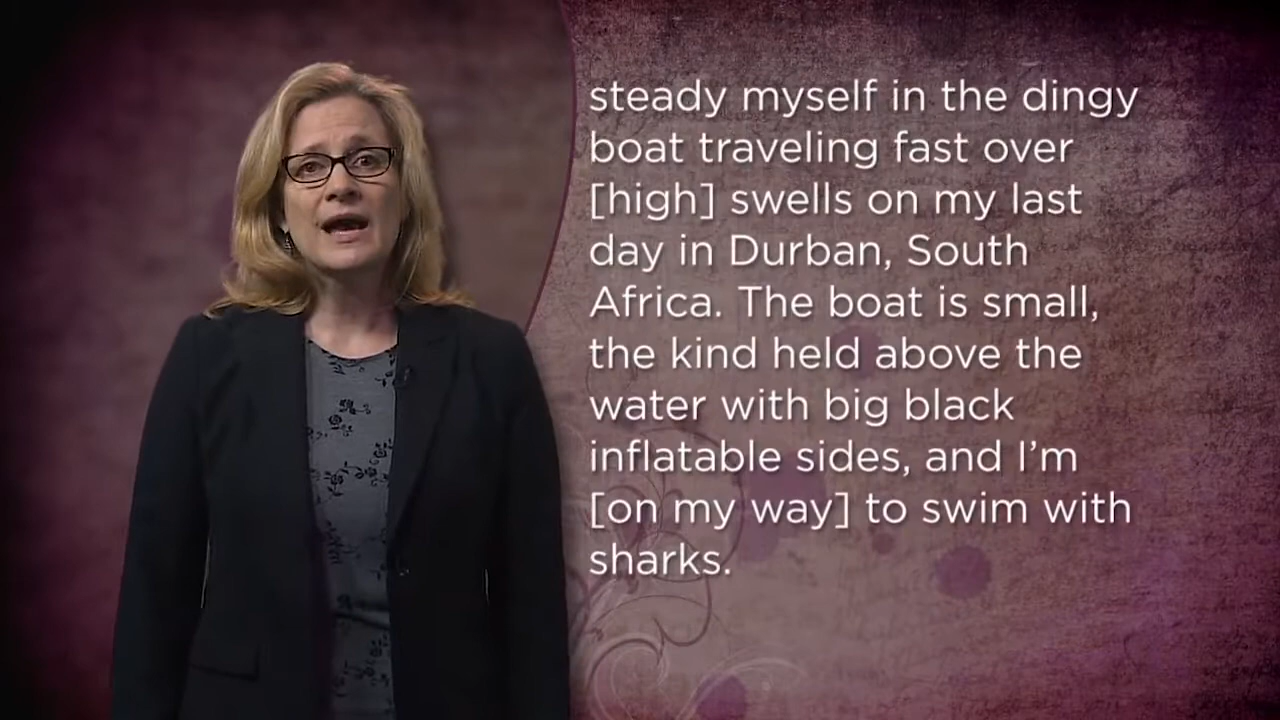 steady myself in the dingy
boat traveling fast over
[high] swells on my last
day in Durban, South
Africa. The boat is small,
the kind held above the
water with big black
inflatable sides, and I’m
[on my way] to swim with
sharks.